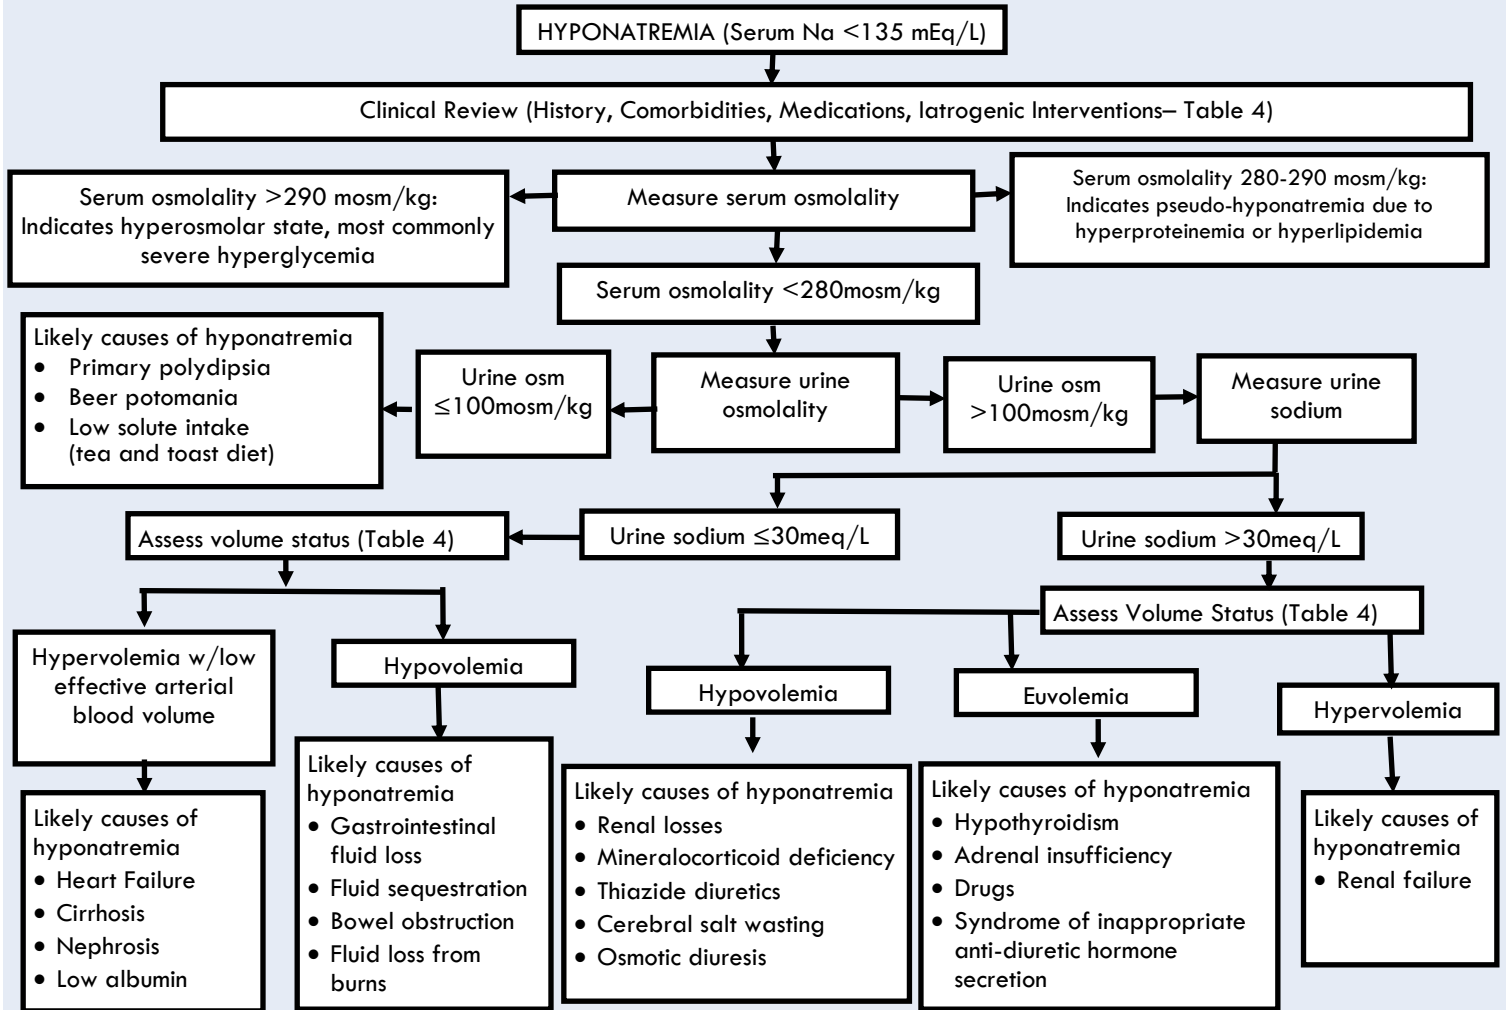 HYPONATREMIA (Serum Na <135 mEq/L)
Clinical Review (History, Comorbidities, Medications, Iatrogenic Interventions– Table 4)
Serum osmolality >290 mosm/kg:
Indicates hyperosmolar state, most commonly
severe hyperglycemia
Measure serum osmolality
Serum osmolality 280-290 mosm/kg:
Indicates pseudo-hyponatremia due to
hyperproteinemia or hyperlipidemia
Serum osmolality <280mosm/kg
Likely causes of hyponatremia
• Primary polydipsia
• Beer potomania
• Low solute intake
(tea and toast diet)
Urine osm
≤100mosm/kg
Measure urine
osmolality
Urine osm
>100mosm/kg
Measure urine
sodium
Assess volume status (Table 4)
Urine sodium ≤30meq/L
Urine sodium >30meq/L
Assess Volume Status (Table 4)
Hypervolemia w/low
effective arterial
blood volume
Hypovolemia
Hypovolemia
Euvolemia
Hypervolemia
Likely causes of
hyponatremia
• Heart Failure
• Cirrhosis
• Nephrosis
• Low albumin
Likely causes of
hyponatremia
• Gastrointestinal
fluid loss
• Fluid sequestration
• Bowel obstruction
• Fluid loss from
burns
Likely causes of hyponatremia
• Renal losses
• Mineralocorticoid deficiency
• Thiazide diuretics
• Cerebral salt wasting
• Osmotic diuresis
Likely causes of hyponatremia
• Hypothyroidism
• Adrenal insufficiency
• Drugs
• Syndrome of inappropriate
anti-diuretic hormone
secretion
Likely causes of
hyponatremia
• Renal failure